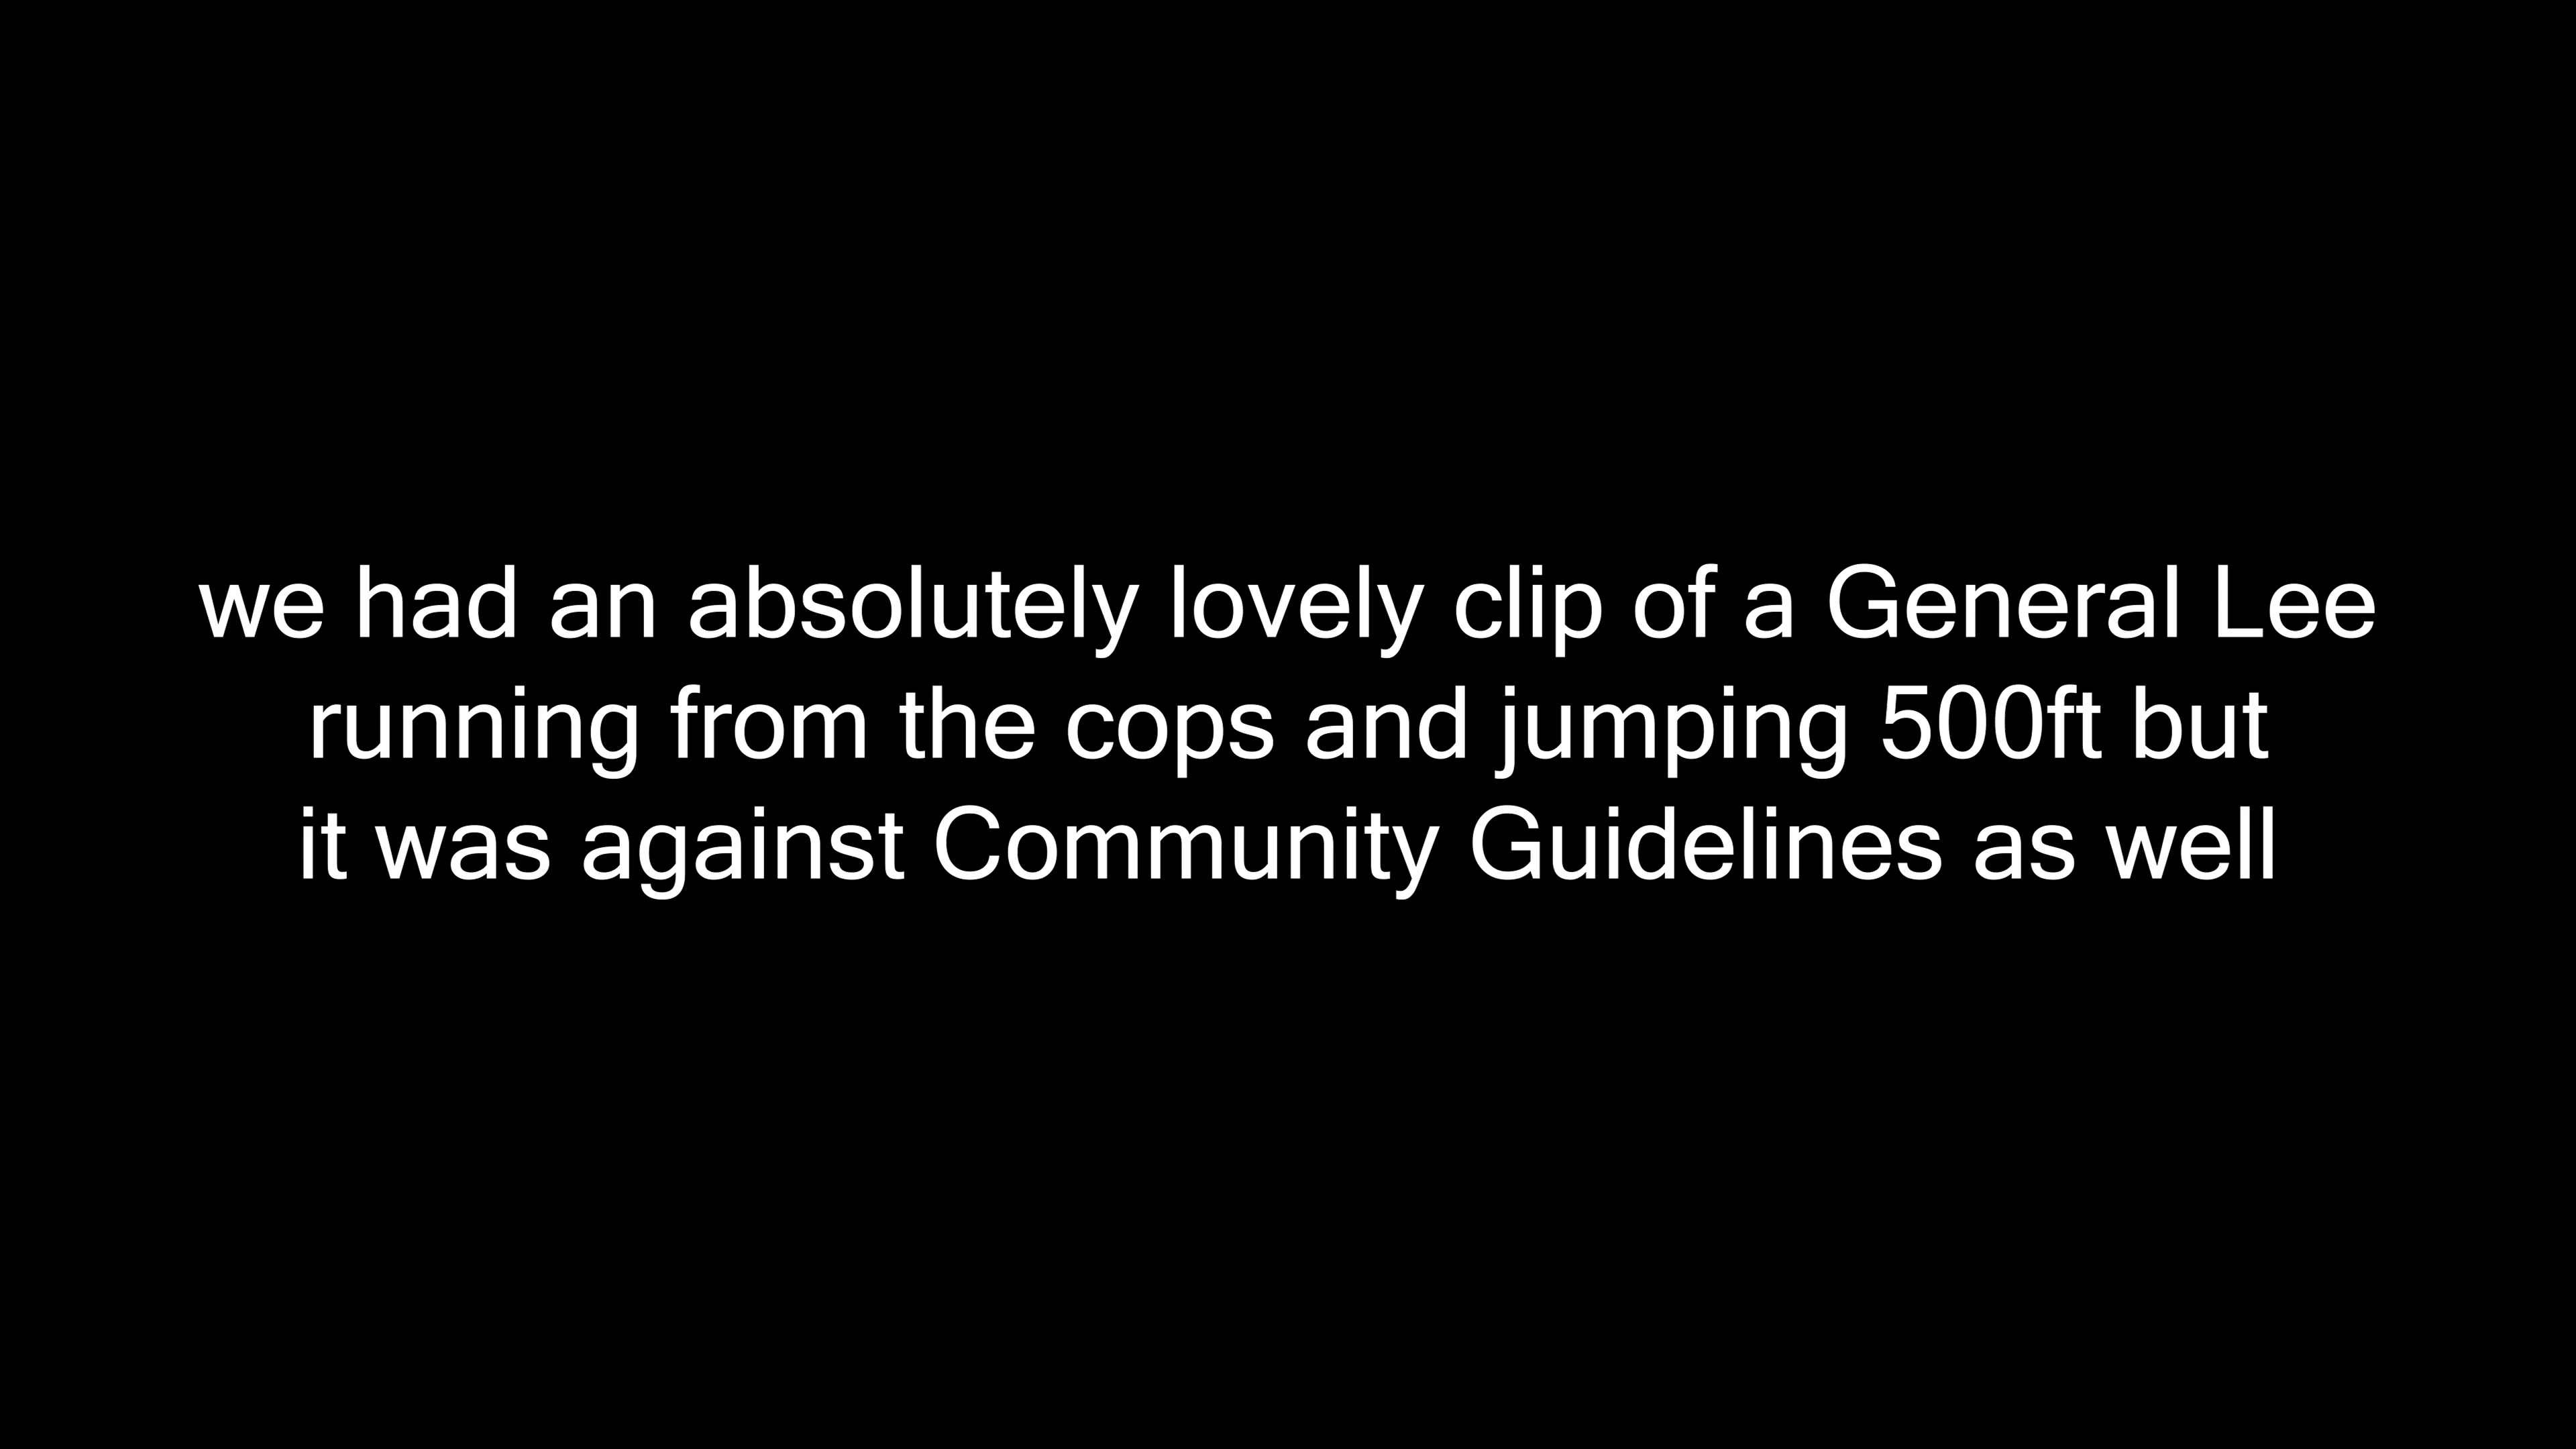 we had an absolutely lovely clip of a General Lee
running from the cops and jumping 500ft but
it was against Community Guidelines as well